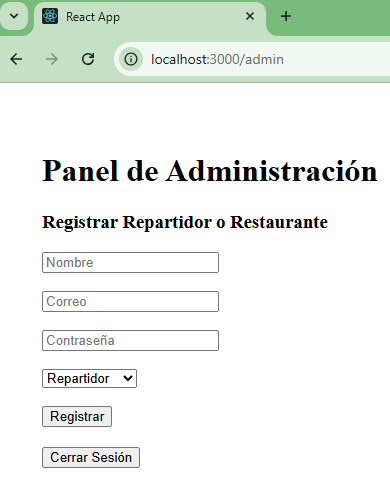 React App
localhost:3000/admin
Panel de Administración
Registrar Repartidor o Restaurante
Nombre
Correo
Contraseña
Repartidor
Registrar
Cerrar Sesión